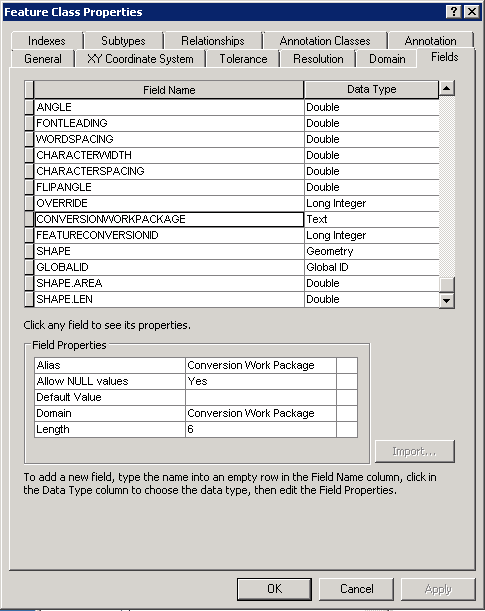 Feature Class Properties
Indexes Subtypes Relationships Annotation Classes Annotation
General XY Coordinate System Tolerance Resolution Domain Fields
Field Name Data Type
ANGLE Double
FONTLEADING Double
WORDSPACING Double
CHARACTERWIDTH Double
CHARACTERSPACING Double
FLIPANGLE Double
OVERRIDE Long Integer
CONVERSIONWORKPACKAGE Text
FEATURECONVERSIONID Long Integer
SHAPE Geometry
GLOBALID Global ID
SHAPE.AREA Double
SHAPE.LEN Double
Click any field to see its properties.
Field Properties
Alias Conversion Work Package
Allow NULL values Yes
Default Value
Domain Conversion Work Package
Length 6
Import...
To add a new field, type the name into an empty row in the Field Name column, click in
the Data Type column to choose the data type, then edit the Field Properties.
OK Cancel Apply